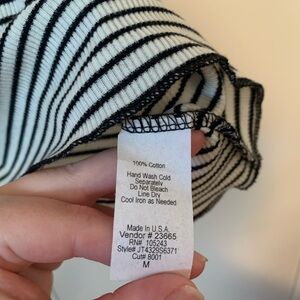 100% Cotton
Hand Wash Cold
Separately
Do Not Bleach
Line Dry
Cool Iron as Needed
Made in U.S.A.
Vendor # 23665
RN# 105243
Style# JT4329S6371
Cut# 8001
M